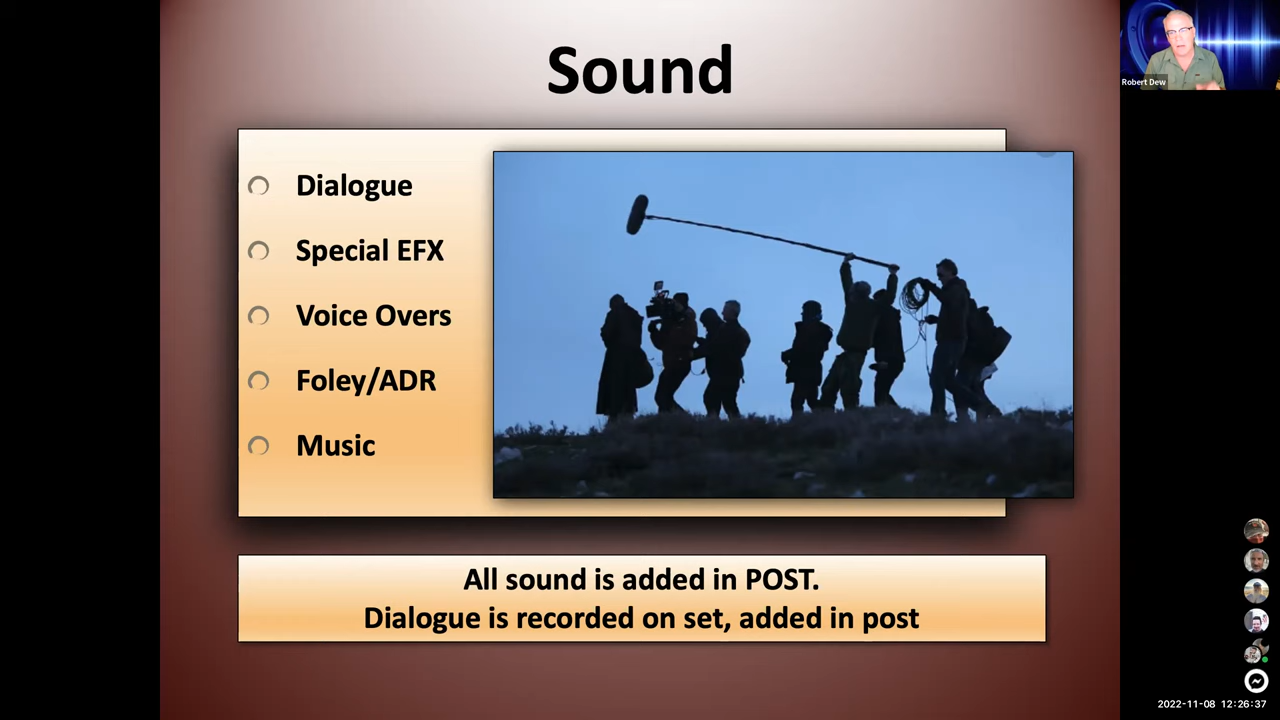 Sound
Dialogue
Special EFX
Voice Overs
Foley/ADR
Music
All sound is added in POST.
Dialogue is recorded on set, added in post
Robert Dew
2022-11-08 12:26:37